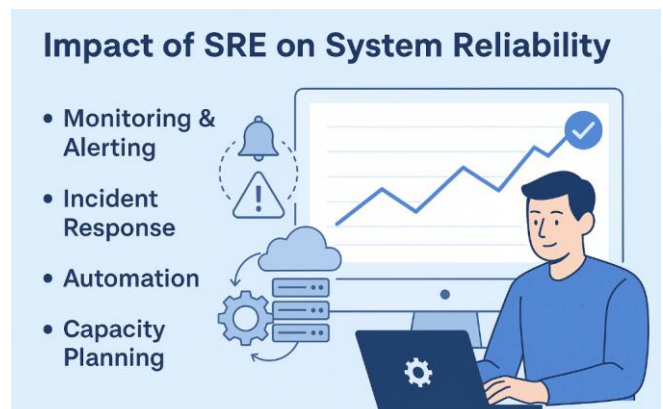 Impact of SRE on System Reliability
• Monitoring &
Alerting
• Incident
Response
• Automation
• Capacity
Planning